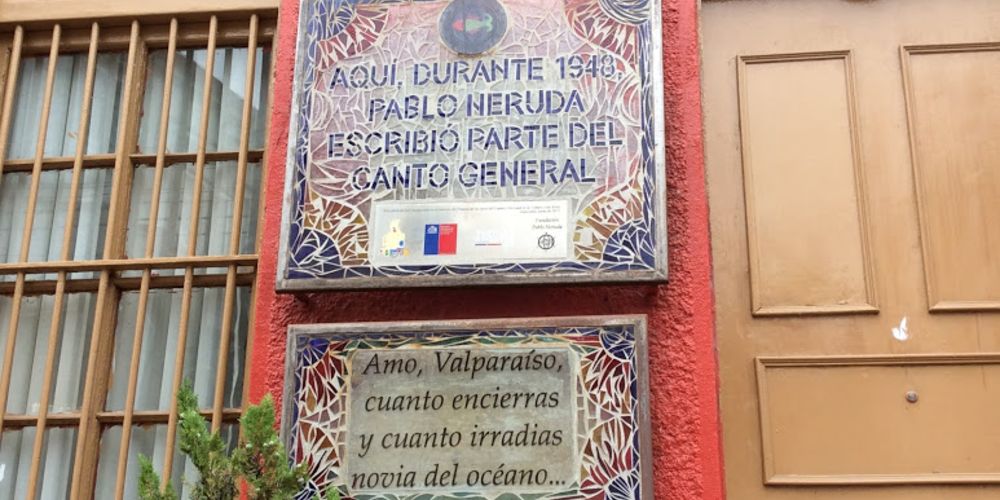 AQUÍ, DURANTE 1948,
PABLO NERUDA
ESCRIBIÓ PARTE DEL
CANTO GENERAL
Fundación
Pablo Neruda
Amo, Valparaíso,
cuanto encierras
y cuanto irradias
novia del océano...